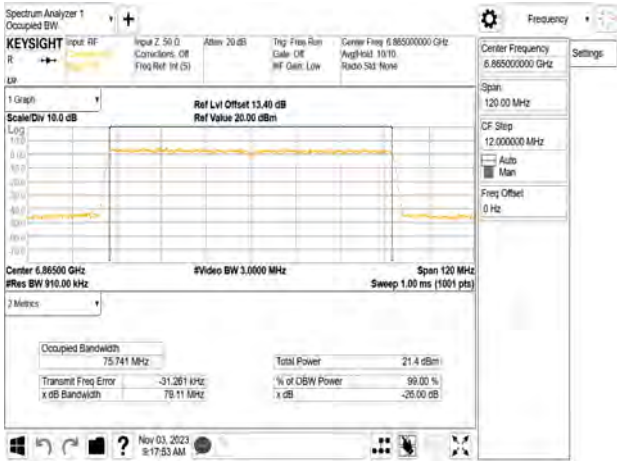 Spectrum Analyzer 1
Occupied BW
Frequency
KEYSIGHT
Input: RF
Input Z: 50 Ω
Atten: 20 dB
Trig: Free Run
Center Freq: 6.865000000 GHz
R
Corrections: Off
Gate: Off
Avg|Hold: 10/10
Freq Ref: Int (S)
#IF Gain: Low
Radio Std: None
Center Frequency
6.865000000 GHz
Settings
Span
120.00 MHz
CF Step
12.000000 MHz
Auto
Man
Freq Offset
0 Hz
1 Graph
Ref Lvl Offset 13.40 dB
Scale/Div 10.0 dB
Ref Value 20.00 dBm
Log
Center 6.86500 GHz
#Video BW 3.0000 MHz
Span 120 MHz
#Res BW 910.00 kHz
Sweep 1.00 ms (1001 pts)
2 Metrics
Occupied Bandwidth
75.741 MHz
Total Power
21.4 dBm
Transmit Freq Error
-31.261 kHz
% of OBW Power
99.00 %
x dB Bandwidth
79.11 MHz
x dB
-26.00 dB
Nov 03, 2023
9:17:53 AM